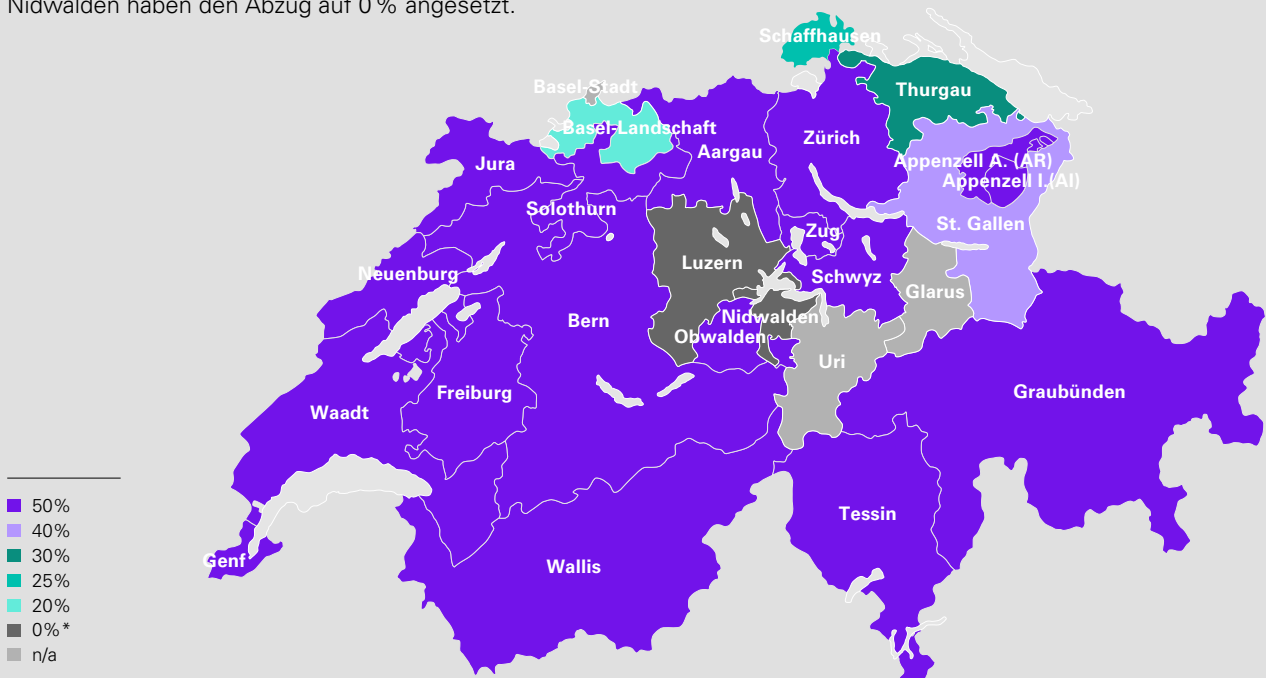 Nidwalden haben den Abzug auf 0 % angesetzt.
Schaffhausen
Basel-Stadt
Thurgau
Basel-Landschaft
Zürich
Aargau
Jura
Appenzell A. (AR)
Appenzell I.(AI)
Solothurn
St. Gallen
Zug
Luzern
Neuenburg
Schwyz
Glarus
Bern
Nidwalden
Obwalden
Uri
Freiburg
Graubünden
Waadt
Tessin
Genf
Wallis
50%
40%
30%
25%
20%
0%*
n/a